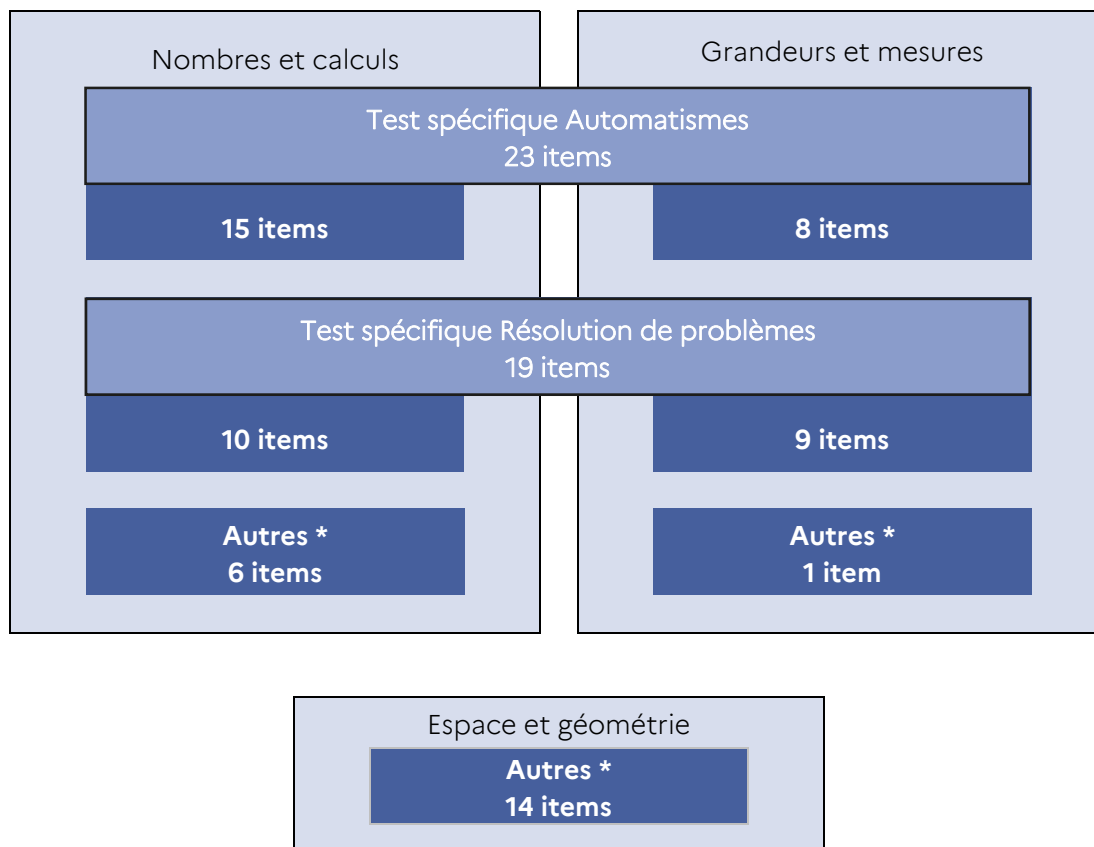 Nombres et calculs
Grandeurs et mesures
Test spécifique Automatismes
23 items
15 items
8 items
Test spécifique Résolution de problèmes
19 items
10 items
9 items
Autres *
6 items
Autres *
1 item
Espace et géométrie
Autres *
14 items